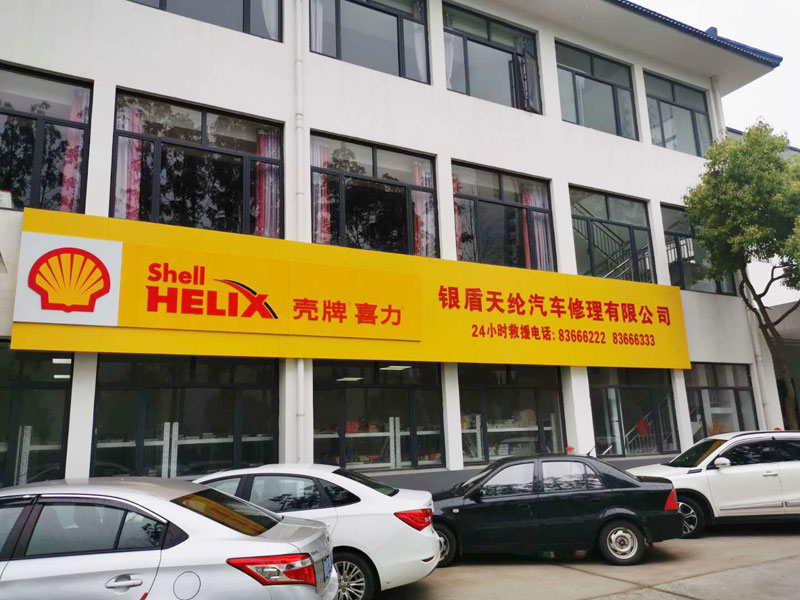 Shell
HELIX
壳牌 喜力
银盾天纶汽车修理有限公司
24小时救援电话: 83666222 83666333